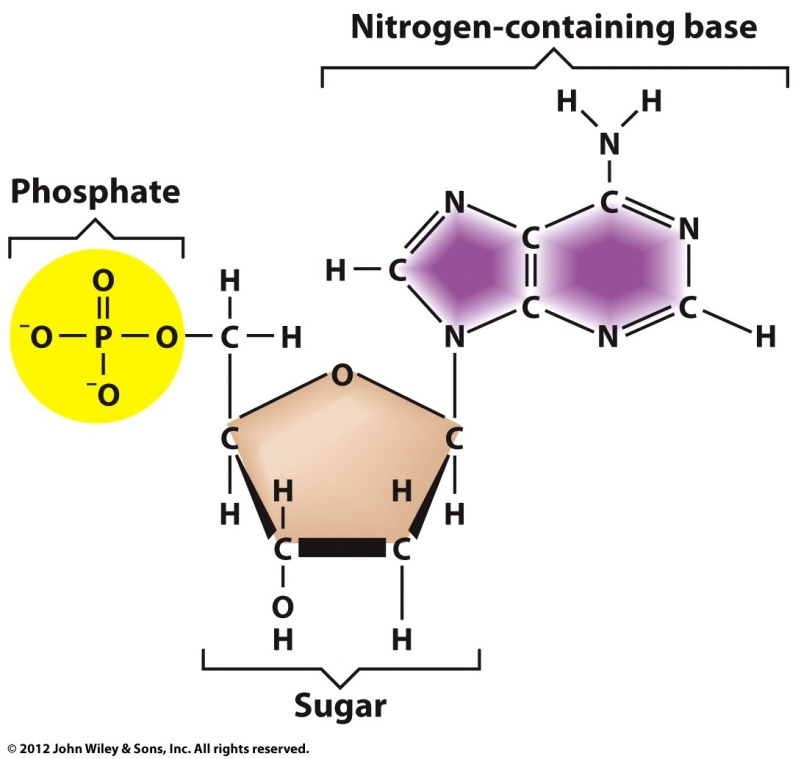 Nitrogen-containing base
H H
N
Phosphate
N C N
C
O H H C
⁻O P O C H C C H
N N
⁻O O
C C
H H H H
C C
O
H H
Sugar
© 2012 John Wiley & Sons, Inc. All rights reserved.